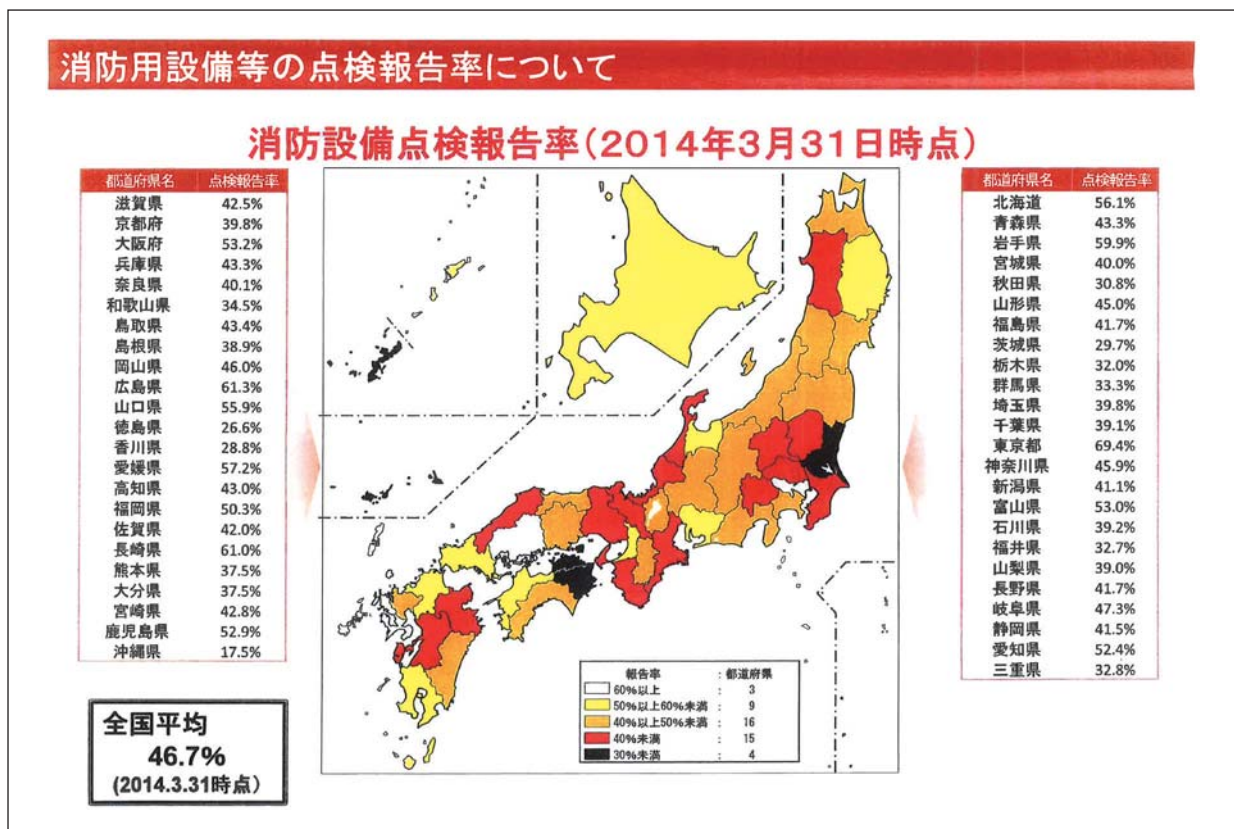 消防用設備等の点検報告率について
消防設備点検報告率(2014年3月31日時点)
都道府県名 点検報告率
滋賀県 42.5%
京都府 39.8%
大阪府 53.2%
兵庫県 43.3%
奈良県 40.1%
和歌山県 34.5%
鳥取県 43.4%
島根県 38.9%
岡山県 46.0%
広島県 61.3%
山口県 55.9%
徳島県 26.6%
香川県 28.8%
愛媛県 57.2%
高知県 43.0%
福岡県 50.3%
佐賀県 42.0%
長崎県 61.0%
熊本県 37.5%
大分県 37.5%
宮崎県 42.8%
鹿児島県 52.9%
沖縄県 17.5%
全国平均
46.7%
(2014.3.31時点)
報告率 : 都道府県
60%以上 : 3
50%以上60%未満 : 9
40%以上50%未満 : 16
40%未満 : 15
30%未満 : 4
都道府県名 点検報告率
北海道 56.1%
青森県 43.3%
岩手県 59.9%
宮城県 40.0%
秋田県 30.8%
山形県 45.0%
福島県 41.7%
茨城県 29.7%
栃木県 32.0%
群馬県 33.3%
埼玉県 39.8%
千葉県 39.1%
東京都 69.4%
神奈川県 45.9%
新潟県 41.1%
富山県 53.0%
石川県 39.2%
福井県 32.7%
山梨県 39.0%
長野県 41.7%
岐阜県 47.3%
静岡県 41.5%
愛知県 52.4%
三重県 32.8%